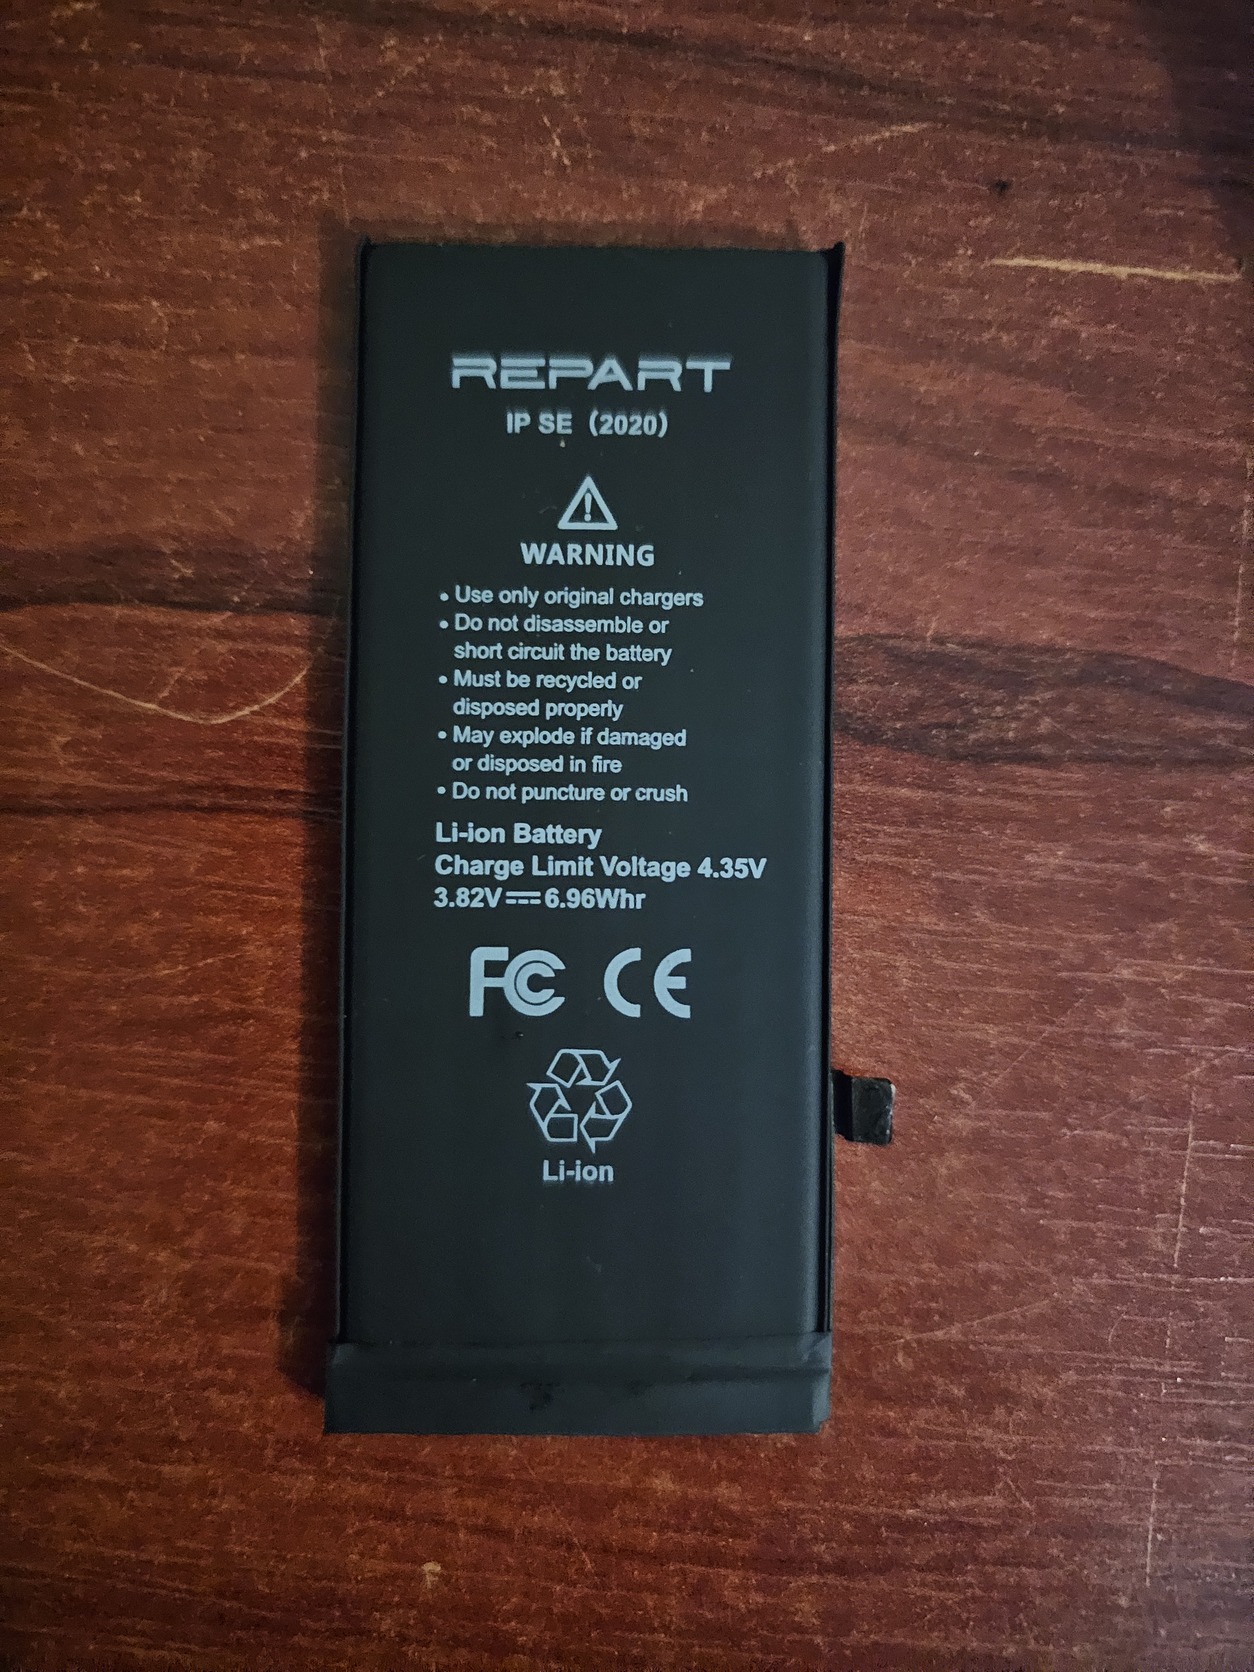 REPART
IP SE (2020)
WARNING
• Use only original chargers
• Do not disassemble or
short circuit the battery
• Must be recycled or
disposed properly
• May explode if damaged
or disposed in fire
• Do not puncture or crush
Li-ion Battery
Charge Limit Voltage 4.35V
3.82V⎓6.96Whr
FC CE
Li-ion